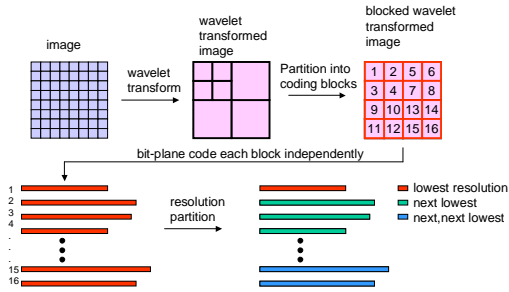 image
wavelet
transformed
image
blocked wavelet
transformed
image
wavelet
transform
Partition into
coding blocks
1 2 5 6
3 4 7 8
9 10 13 14
11 12 15 16
bit-plane code each block independently
1
2
3
4
.
.
.
15
16
resolution
partition
lowest resolution
next lowest
next,next lowest